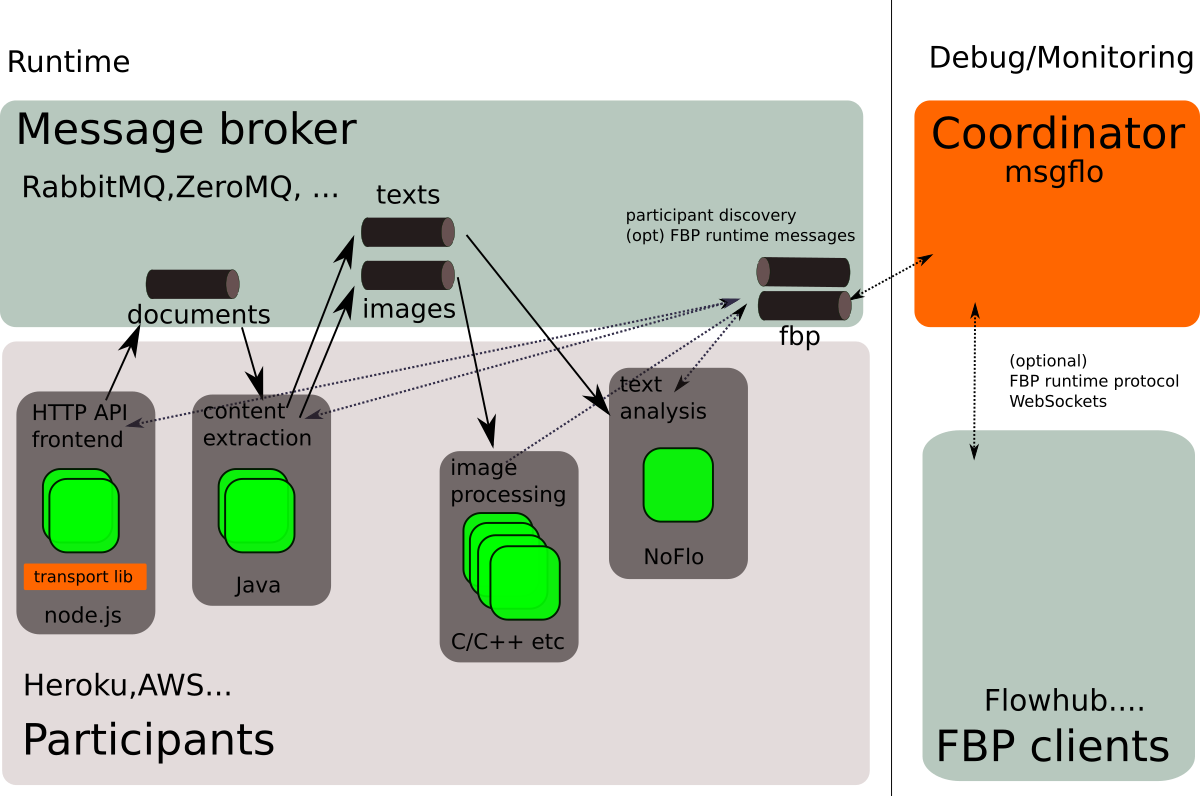 Runtime
Debug/Monitoring
Message broker
RabbitMQ,ZeroMQ, ...
texts
images
documents
participant discovery
(opt) FBP runtime messages
fbp
Coordinator
msgflo
(optional)
FBP runtime protocol
WebSockets
HTTP API
frontend
transport lib
node.js
content
extraction
Java
image
processing
C/C++ etc
text
analysis
NoFlo
Heroku,AWS...
Participants
Flowhub....
FBP clients